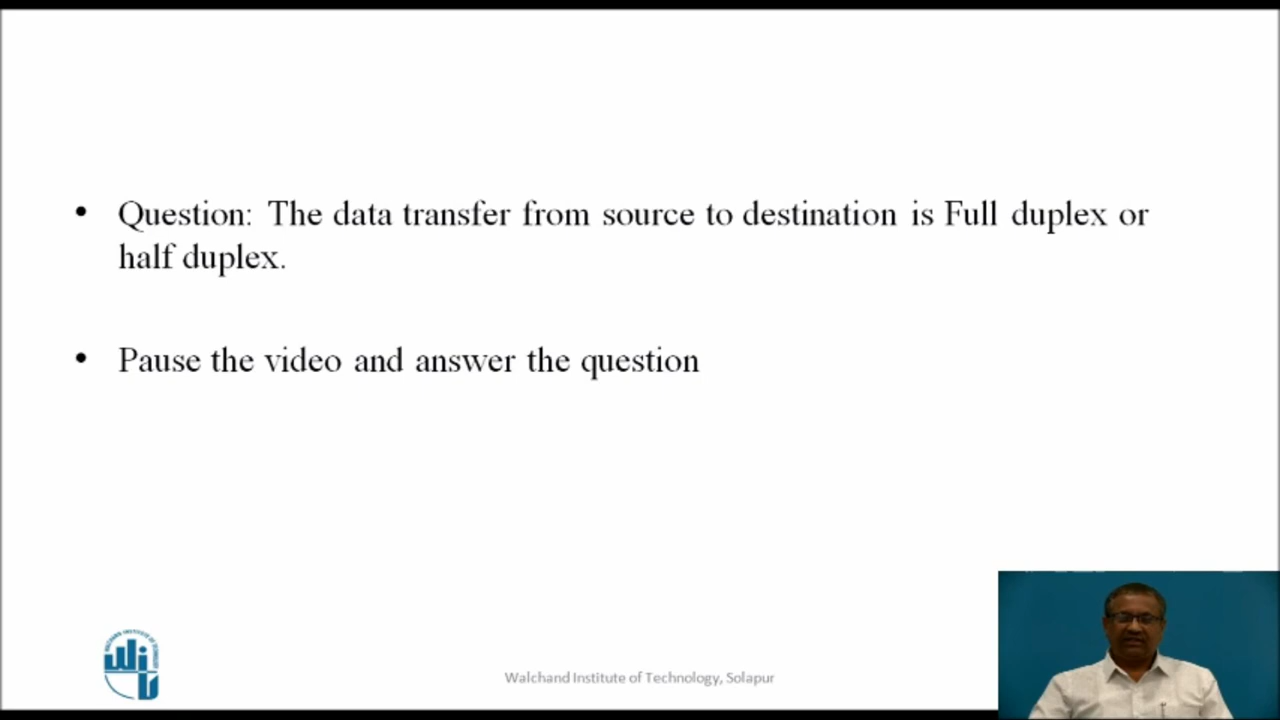 • Question: The data transfer from source to destination is Full duplex or
half duplex.
• Pause the video and answer the question
Walchand Institute of Technology, Solapur